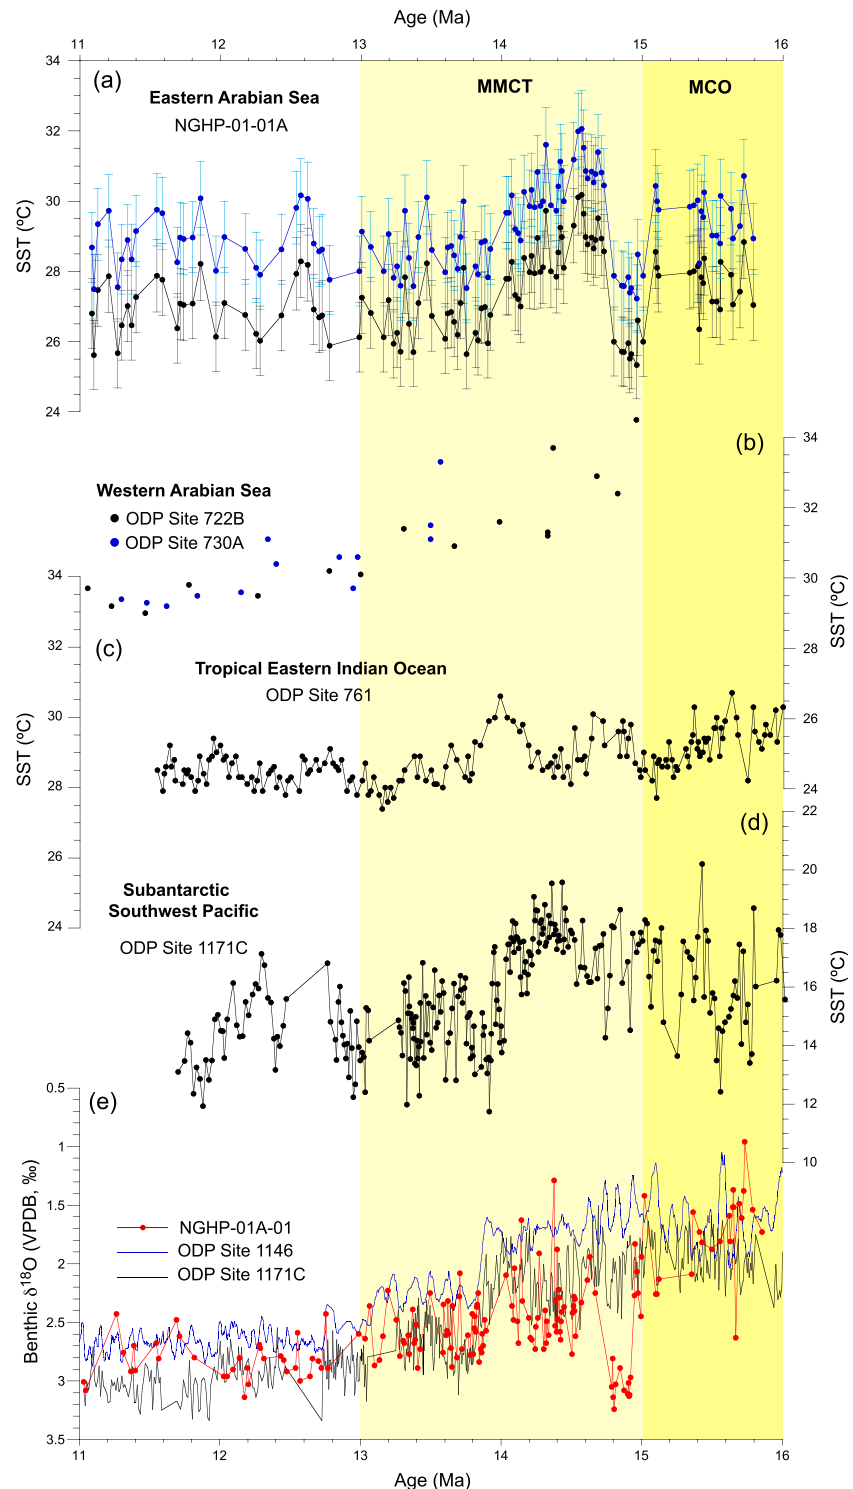 Age (Ma)
11 12 13 14 15 16
(a)
Eastern Arabian Sea
NGHP-01-01A
MMCT
MCO
34
32
30
28
26
24
SST (ºC)
(b)
Western Arabian Sea
ODP Site 722B
ODP Site 730A
34
32
30
28
26
24
SST (ºC)
(c)
Tropical Eastern Indian Ocean
ODP Site 761
34
32
30
28
26
24
SST (ºC)
(d)
Subantarctic
Southwest Pacific
ODP Site 1171C
22
20
18
16
14
12
10
SST (ºC)
(e)
NGHP-01A-01
ODP Site 1146
ODP Site 1171C
0.5
1
1.5
2
2.5
3
3.5
Benthic δ¹⁸O (VPDB, ‰)
11 12 13 14 15 16
Age (Ma)